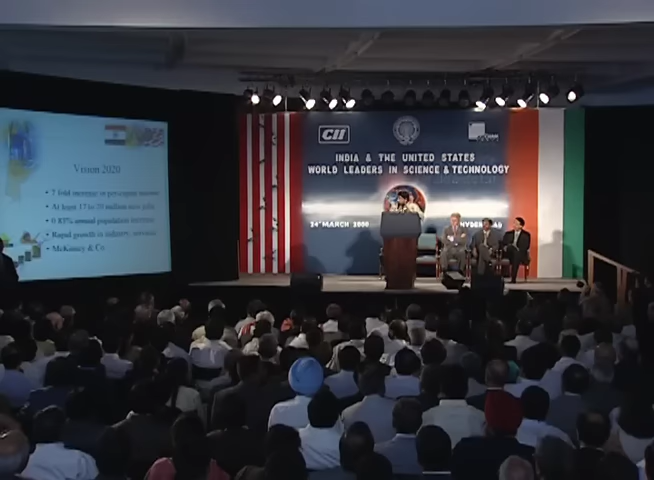 Vision 2020
• 7 fold increase in per capita income
• At least 17 to 20 million new jobs
• 0.83% annual population increase
• Rapid growth in industry, services
• McKinsey & Co.
CII
INDIA & THE UNITED STATES
WORLD LEADERS IN SCIENCE & TECHNOLOGY
24TH MARCH 2000
HYDERABAD